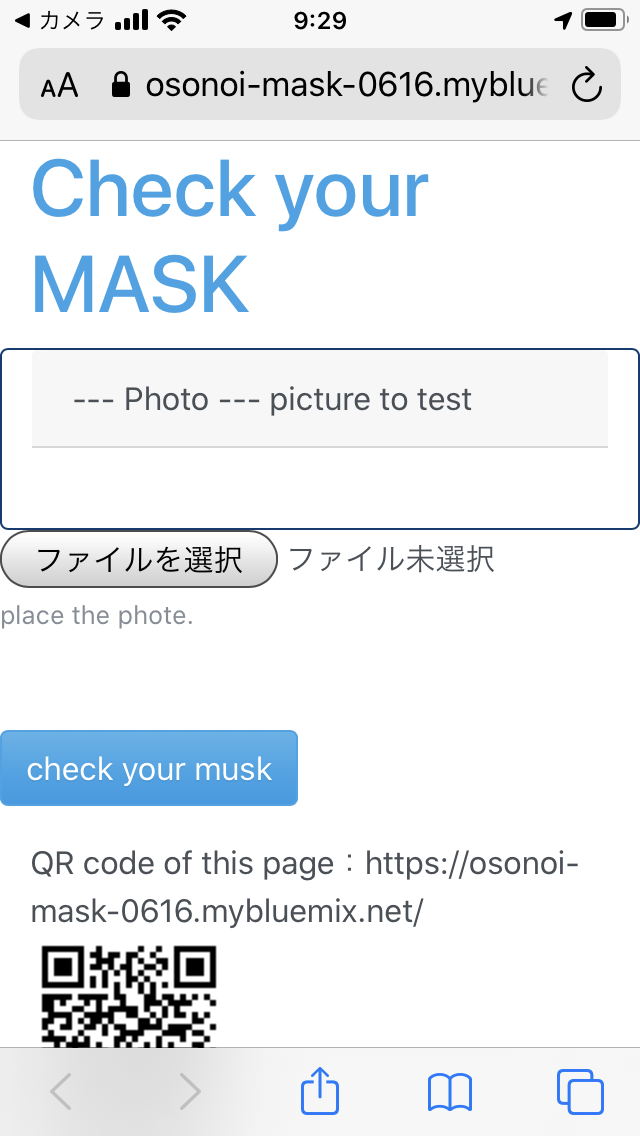 カメラ 9:29
AA osonoi-mask-0616.myblue
Check your
MASK
--- Photo --- picture to test
ファイルを選択 ファイル未選択
place the phote.
check your musk
QR code of this page：https://osonoi-
mask-0616.mybluemix.net/